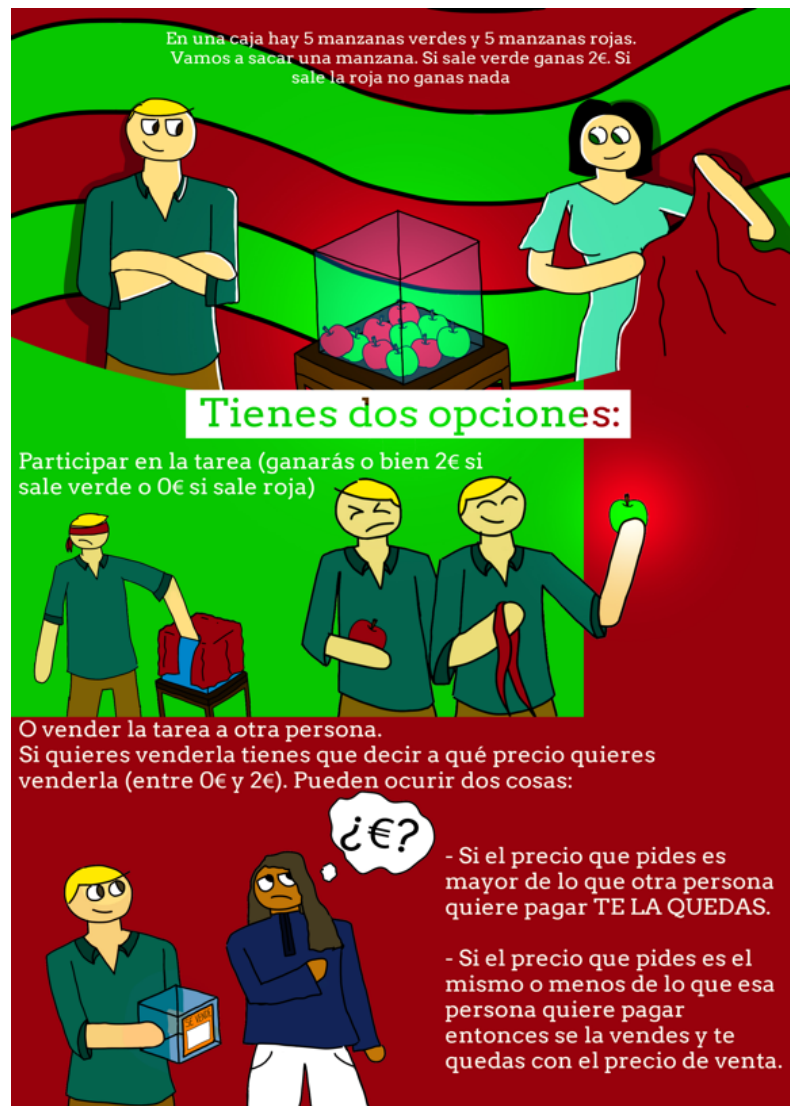 En una caja hay 5 manzanas verdes y 5 manzanas rojas.
Vamos a sacar una manzana. Si sale verde ganas 2€. Si
sale la roja no ganas nada
Tienes dos opciones:
Participar en la tarea (ganarás o bien 2€ si
sale verde o 0€ si sale roja)
O vender la tarea a otra persona.
Si quieres venderla tienes que decir a qué precio quieres
venderla (entre 0€ y 2€). Pueden ocurir dos cosas:
¿€?
- Si el precio que pides es
mayor de lo que otra persona
quiere pagar TE LA QUEDAS.
- Si el precio que pides es el
mismo o menos de lo que esa
persona quiere pagar
entonces se la vendes y te
quedas con el precio de venta.
SE VENDE